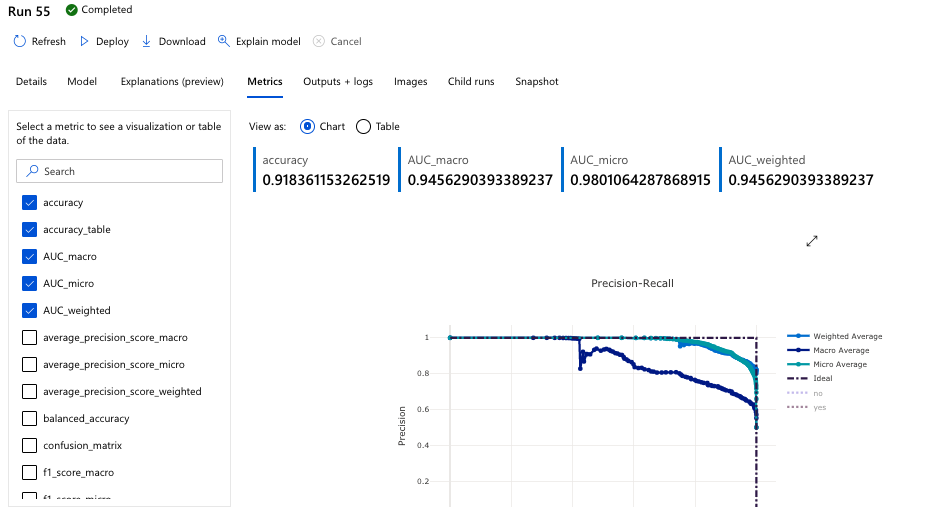 Run 55 Completed
Refresh Deploy Download Explain model Cancel
Details Model Explanations (preview) Metrics Outputs + logs Images Child runs Snapshot
Select a metric to see a visualization or table
of the data.
Search
accuracy
accuracy_table
AUC_macro
AUC_micro
AUC_weighted
average_precision_score_macro
average_precision_score_micro
average_precision_score_weighted
balanced_accuracy
confusion_matrix
f1_score_macro
f1_score_micro
View as: Chart Table
accuracy
0.918361153262519
AUC_macro
0.9456290393389237
AUC_micro
0.9801064287868915
AUC_weighted
0.9456290393389237
Precision-Recall
1
0.8
0.6
0.4
0.2
Precision
Weighted Average
Macro Average
Micro Average
Ideal
no
yes